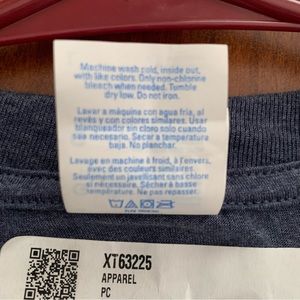 Machine wash cold, inside out,
with like colors. Only non-chlorine
bleach when needed. Tumble
dry low. Do not iron.
Lavar a máquina con agua fria, al
revés y con colores similares. Usar
blanqueador sin cloro solo cuando
sea necesario. Secar a temperatura
baja. No planchar.
Lavage en machine à froid, à l'envers,
avec des couleurs similaires.
Seulement un javellisant sans chlore
si nécessaire. Sécher à basse
température. Ne pas repasser.
XT63225
APPAREL
PC